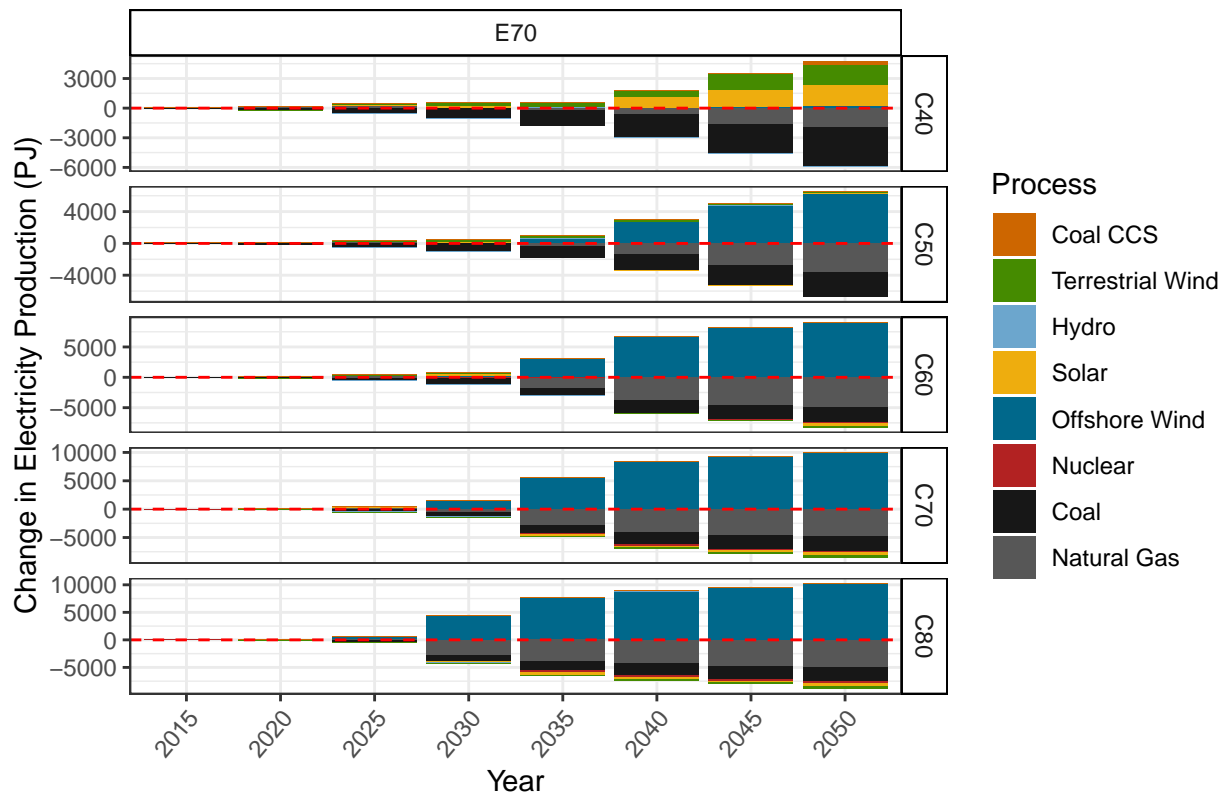 E70
Change in Electricity Production (PJ)
3000
0
−3000
−6000
C40
4000
0
−4000
C50
5000
0
−5000
C60
10000
5000
0
−5000
C70
10000
5000
0
−5000
C80
2015 2020 2025 2030 2035 2040 2045 2050
Year
Process
Coal CCS
Terrestrial Wind
Hydro
Solar
Offshore Wind
Nuclear
Coal
Natural Gas